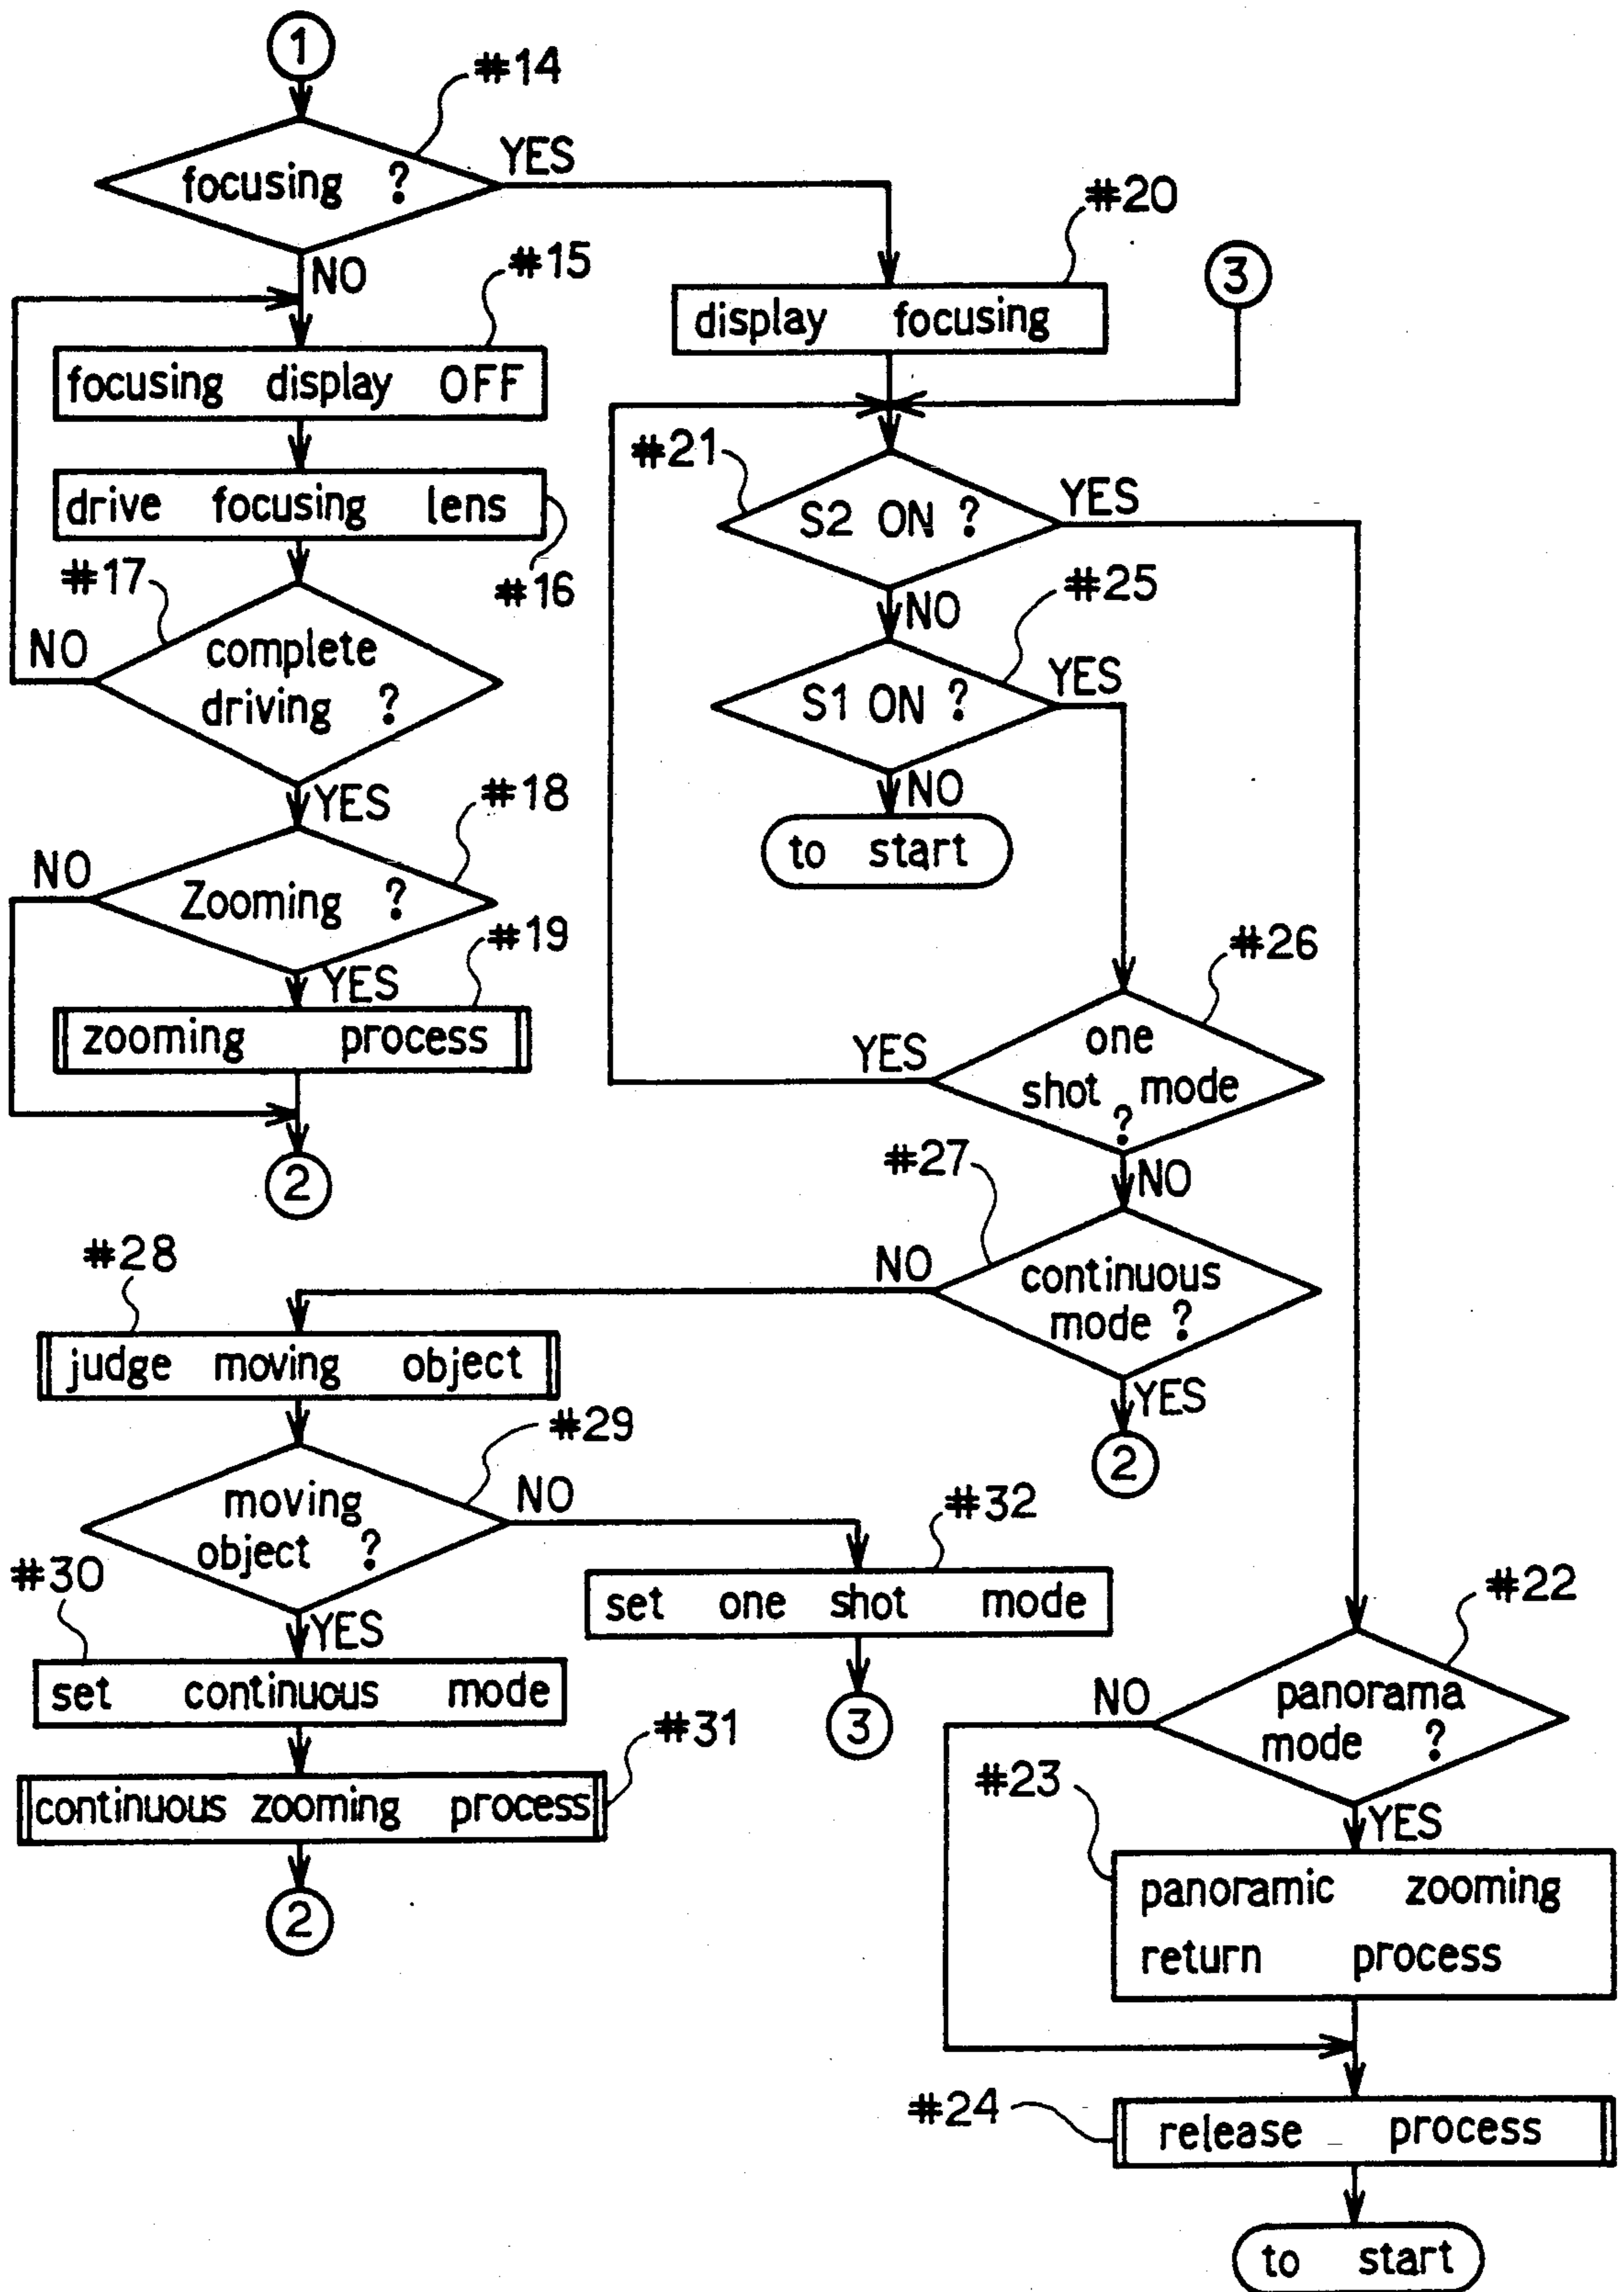 1
#14
focusing ?
YES
NO
#15
focusing display OFF
drive focusing lens
#16
#17
complete
driving ?
NO
YES
#18
Zooming ?
NO
#19
YES
zooming process
2
#20
display focusing
3
#21
S2 ON ?
YES
NO
#25
S1 ON ?
YES
NO
to start
#26
one
shot mode
?
YES
NO
#27
continuous
mode ?
NO
YES
2
#28
judge moving object
#29
moving
object ?
NO
YES
#30
set continuous mode
#31
continuous zooming process
2
#32
set one shot mode
3
#22
panorama
mode ?
NO
YES
#23
panoramic zooming
return process
#24
release process
to start